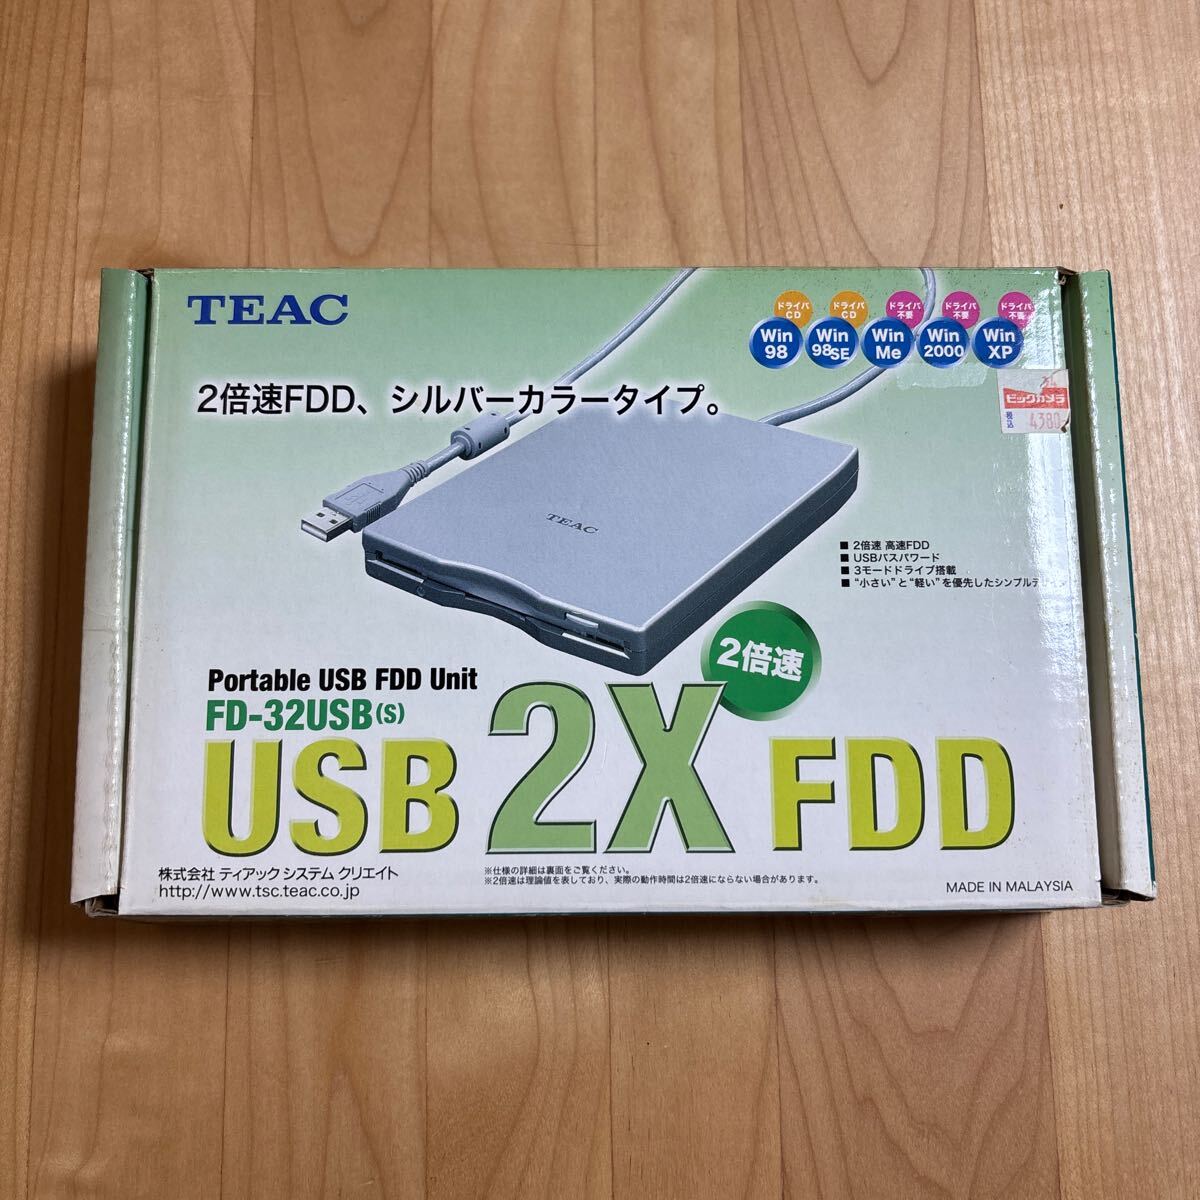 TEAC
ドライバCD
ドライバCD
ドライバ不要
ドライバ不要
ドライバ不要
Win 98
Win 98SE
Win Me
Win 2000
Win XP
2倍速FDD、シルバーカラータイプ。
ビックカメラ
税込 4380
TEAC
■ 2倍速 高速FDD
■ USBバスパワード
■ 3モードドライブ搭載
■ “小さい”と“軽い”を優先したシンプルデザイン
2倍速
Portable USB FDD Unit
FD-32USB(S)
USB 2X FDD
株式会社 ティアック システム クリエイト
http://www.tsc.teac.co.jp
※仕様の詳細は裏面をご覧ください。
※2倍速は理論値を表しており、実際の動作時間は2倍速にならない場合があります。
MADE IN MALAYSIA